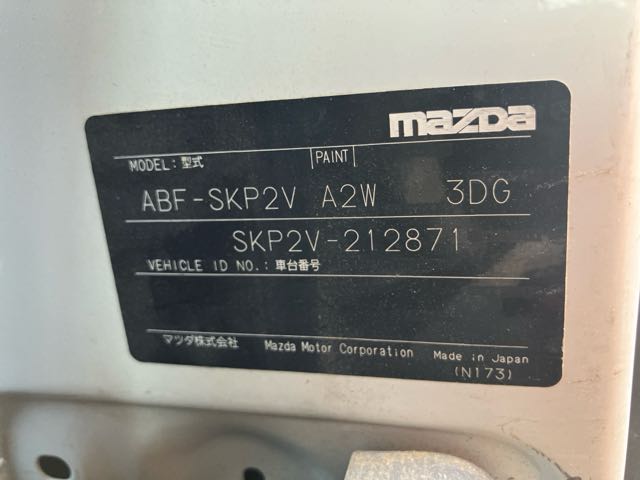 mazda
MODEL: 型式 PAINT
ABF-SKP2V A2W 3DG
SKP2V-212871
VEHICLE ID NO.: 車台番号
マツダ株式会社 Mazda Motor Corporation Made in Japan
(N173)